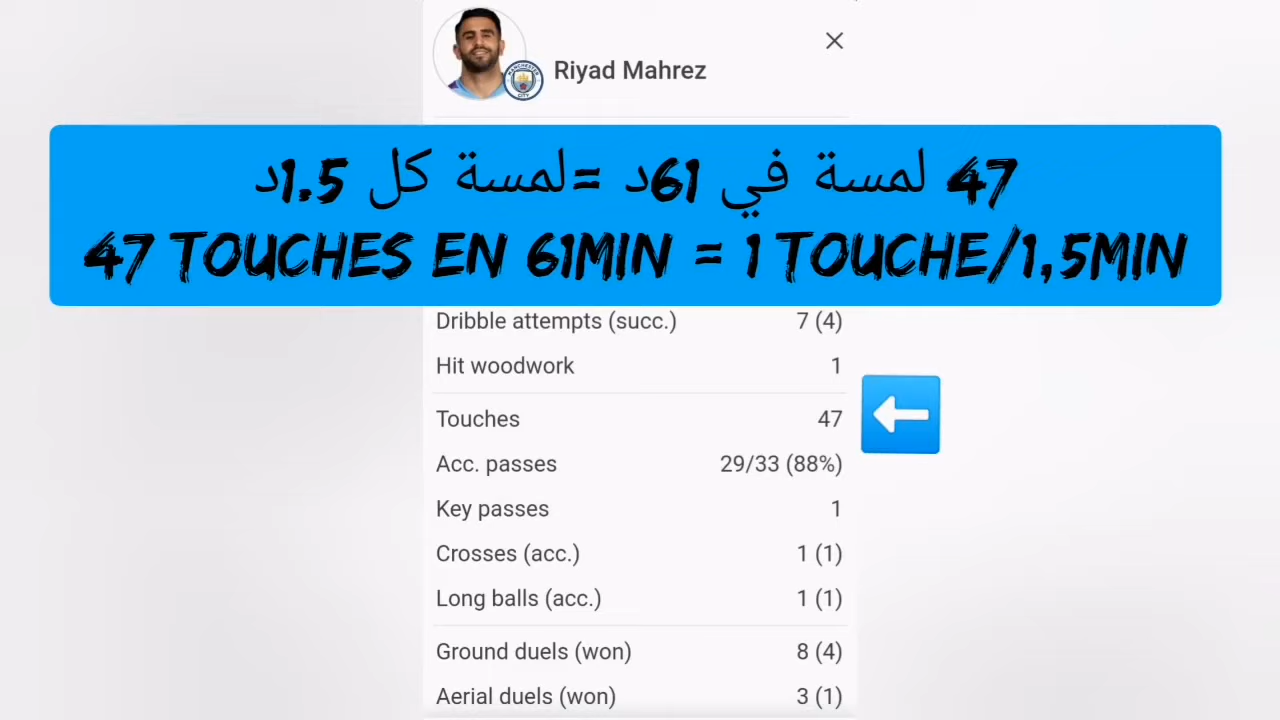 Riyad Mahrez
47 لمسة في 61د =لمسة كل 1.5د
47 TOUCHES EN 61MIN = 1 TOUCHE/1,5MIN
Dribble attempts (succ.) 7 (4)
Hit woodwork 1
Touches 47
Acc. passes 29/33 (88%)
Key passes 1
Crosses (acc.) 1 (1)
Long balls (acc.) 1 (1)
Ground duels (won) 8 (4)
Aerial duels (won) 3 (1)